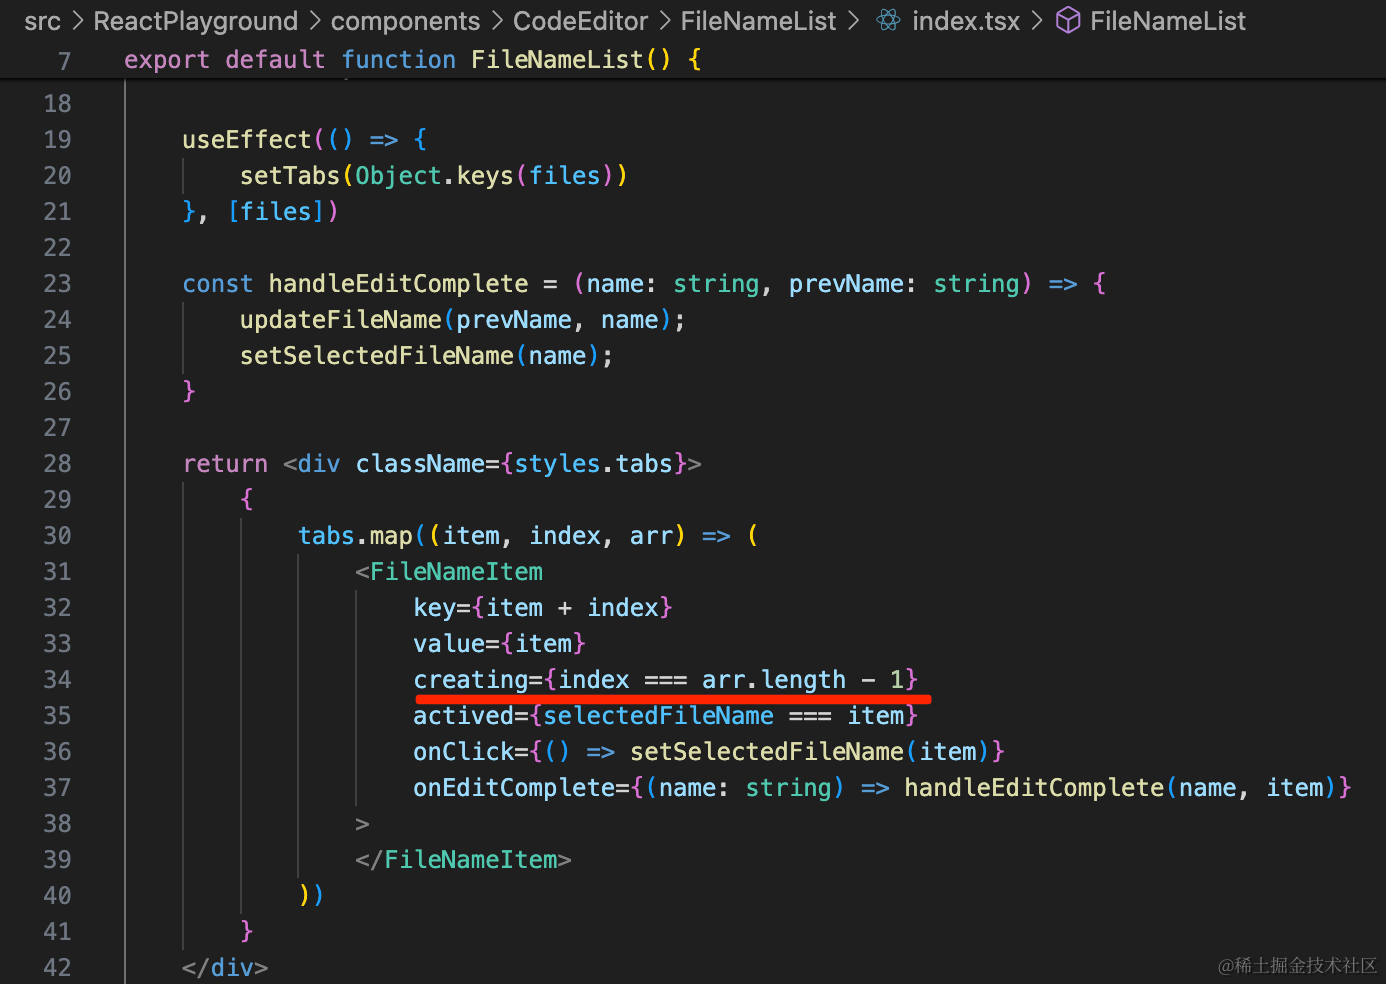 src > ReactPlayground > components > CodeEditor > FileNameList > index.tsx > FileNameList
7 export default function FileNameList() {
18
19 useEffect(() => {
20 setTabs(Object.keys(files))
21 }, [files])
22
23 const handleEditComplete = (name: string, prevName: string) => {
24 updateFileName(prevName, name);
25 setSelectedFileName(name);
26 }
27
28 return <div className={styles.tabs}>
29 {
30 tabs.map((item, index, arr) => (
31 <FileNameItem
32 key={item + index}
33 value={item}
34 creating={index === arr.length - 1}
35 actived={selectedFileName === item}
36 onClick={() => setSelectedFileName(item)}
37 onEditComplete={(name: string) => handleEditComplete(name, item)}
38 >
39 </FileNameItem>
40 ))
41 }
42 </div>
@稀土掘金技术社区